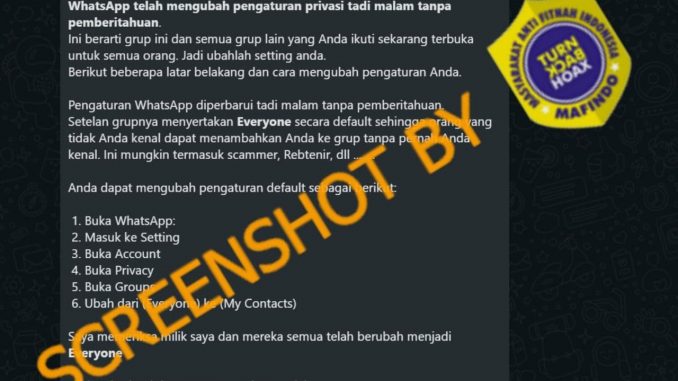 WhatsApp telah mengubah pengaturan privasi tadi malam tanpa
pemberitahuan.
Ini berarti grup ini dan semua grup lain yang Anda ikuti sekarang terbuka
untuk semua orang. Jadi ubahlah setting anda.
Berikut beberapa latar belakang dan cara mengubah pengaturan Anda.
Pengaturan WhatsApp diperbarui tadi malam tanpa pemberitahuan.
Setelan grupnya menyertakan Everyone secara default sehingga orang yang
tidak Anda kenal dapat menambahkan Anda ke grup tanpa pernah Anda
kenal. Ini mungkin termasuk scammer, Rebtenir, dll
Anda dapat mengubah pengaturan default sebagai berikut:
1. Buka WhatsApp:
2. Masuk ke Setting
3. Buka Account
4. Buka Privacy
5. Buka Groups
6. Ubah dari (Everyone) ke (My Contacts)
Saya memeriksa milik saya dan mereka semua telah berubah menjadi
Everyone
SCREENSHOT BY
MASYARAKAT ANTI FITNAH INDONESIA
TURN
BACK
HOAX
MAFINDO